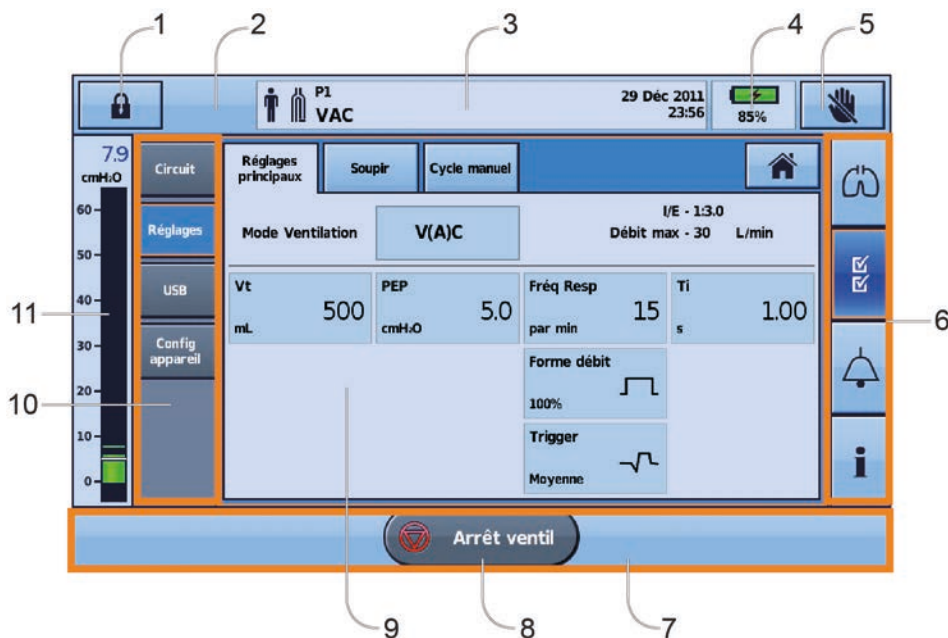 1
2
3
4
5
P1
VAC
29 Déc 2011
23:56
85%
7.9
cmH₂O
60
50
40
30
20
10
0
Circuit
Réglages
USB
Config
appareil
Réglages
principaux
Soupir
Cycle manuel
Mode Ventilation
V(A)C
I/E - 1:3.0
Débit max - 30 L/min
Vt
500
mL
PEP
5.0
cmH₂O
Fréq Resp
15
par min
Ti
1.00
s
Forme débit
100%
Trigger
Moyenne
i
6
11
10
Arrêt ventil
9
8
7